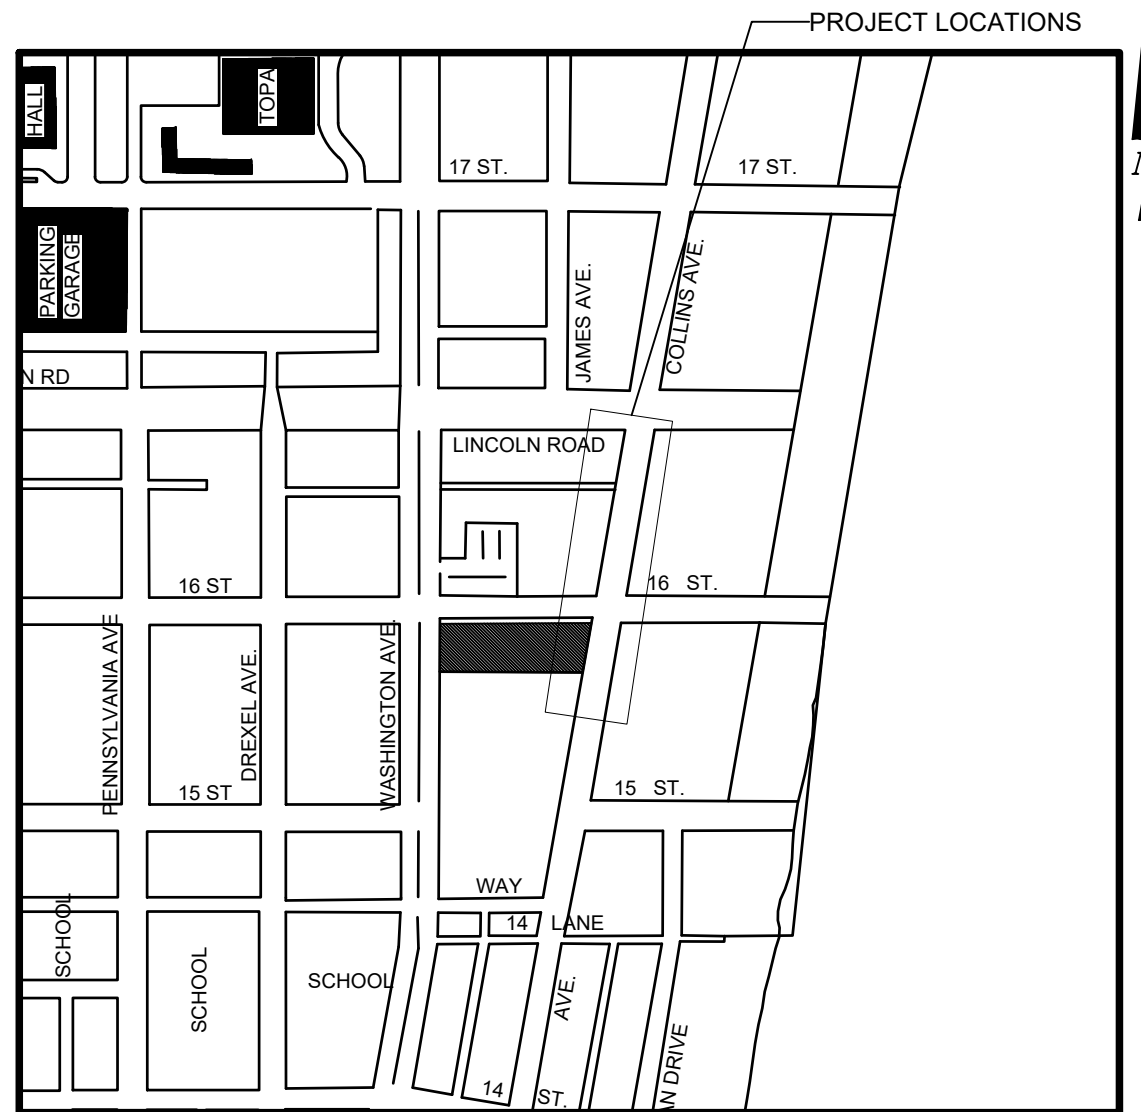 PROJECT LOCATIONS
HALL
TOPA
17 ST.
17 ST.
PARKING
GARAGE
JAMES AVE.
COLLINS AVE.
N RD
LINCOLN ROAD
16 ST
16 ST.
PENNSYLVANIA AVE
DREXEL AVE.
WASHINGTON AVE.
15 ST
15 ST.
WAY
14 LANE
SCHOOL
SCHOOL
SCHOOL
AVE.
AN DRIVE
14 ST.